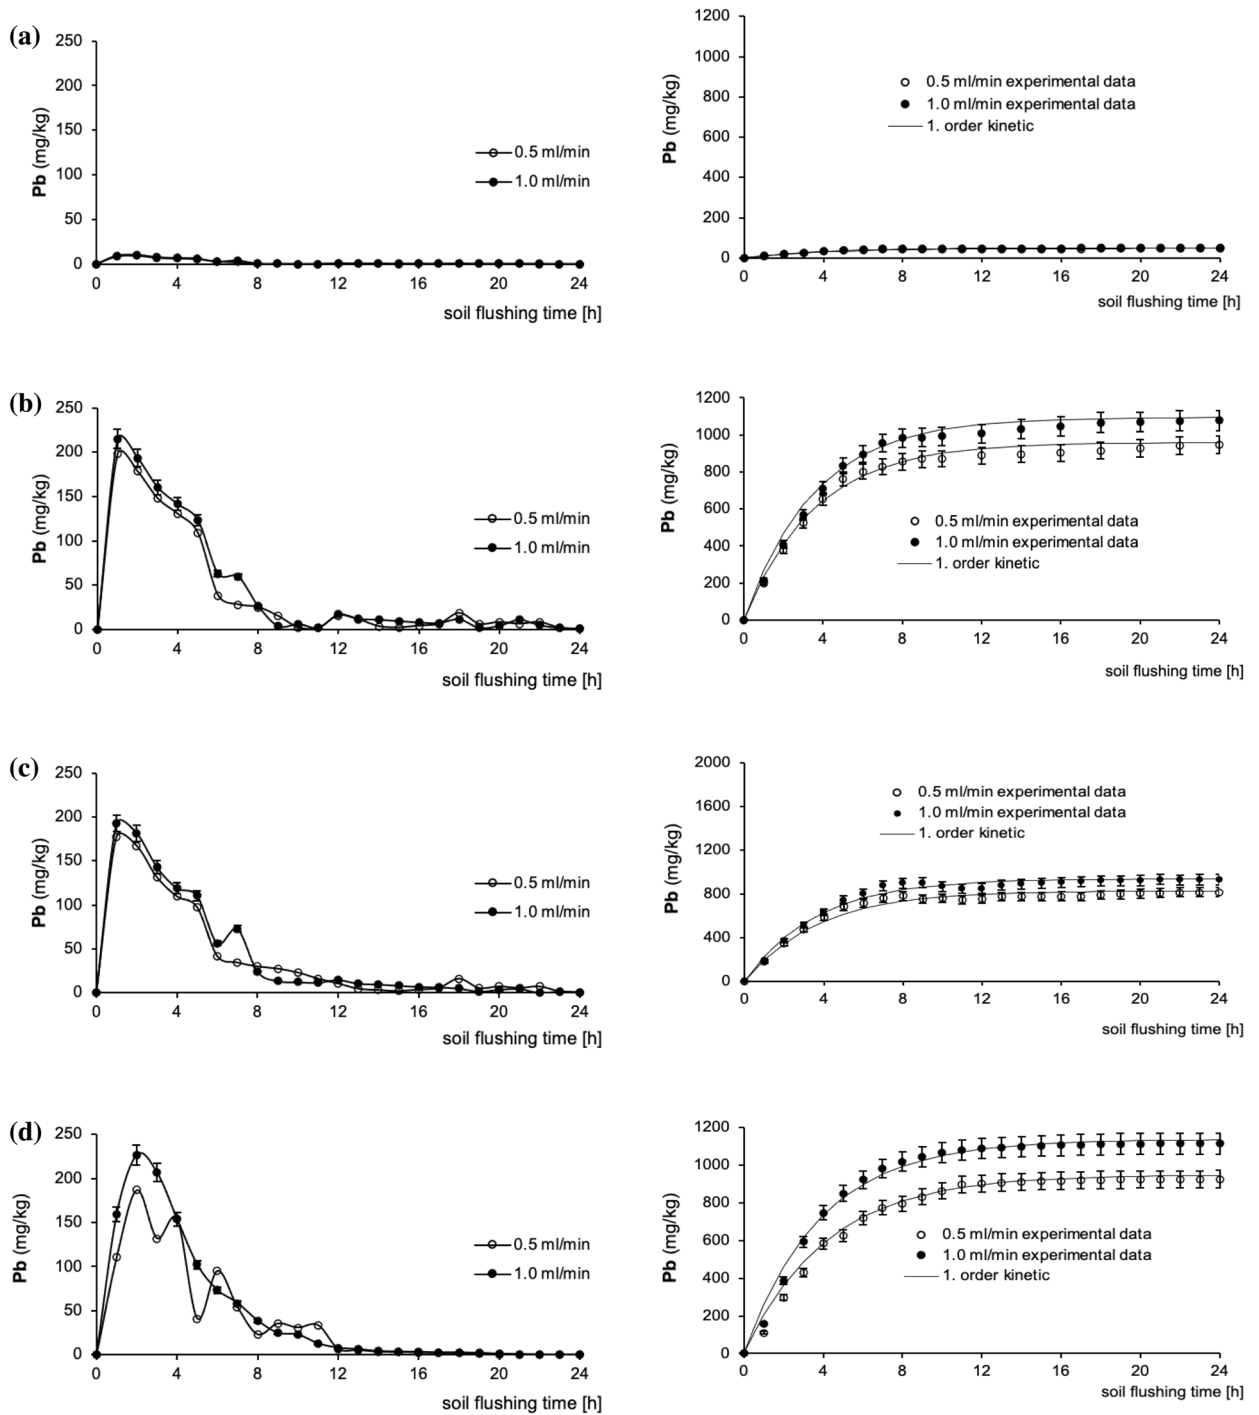 (a)
250
200
150
100
50
0
Pb (mg/kg)
0.5 ml/min
1.0 ml/min
0 4 8 12 16 20 24
soil flushing time [h]
1200
1000
800
600
400
200
0
Pb (mg/kg)
0.5 ml/min experimental data
1.0 ml/min experimental data
1. order kinetic
0 4 8 12 16 20 24
soil flushing time [h]
(b)
250
200
150
100
50
0
Pb (mg/kg)
0.5 ml/min
1.0 ml/min
0 4 8 12 16 20 24
soil flushing time [h]
1200
1000
800
600
400
200
0
Pb (mg/kg)
0.5 ml/min experimental data
1.0 ml/min experimental data
1. order kinetic
0 4 8 12 16 20 24
soil flushing time [h]
(c)
250
200
150
100
50
0
Pb (mg/kg)
0.5 ml/min
1.0 ml/min
0 4 8 12 16 20 24
soil flushing time [h]
2000
1600
1200
800
400
0
Pb (mg/kg)
0.5 ml/min experimental data
1.0 ml/min experimental data
1. order kinetic
0 4 8 12 16 20 24
soil flushing time [h]
(d)
250
200
150
100
50
0
Pb (mg/kg)
0.5 ml/min
1.0 ml/min
0 4 8 12 16 20 24
soil flushing time [h]
1200
1000
800
600
400
200
0
Pb (mg/kg)
0.5 ml/min experimental data
1.0 ml/min experimental data
1. order kinetic
0 4 8 12 16 20 24
soil flushing time [h]